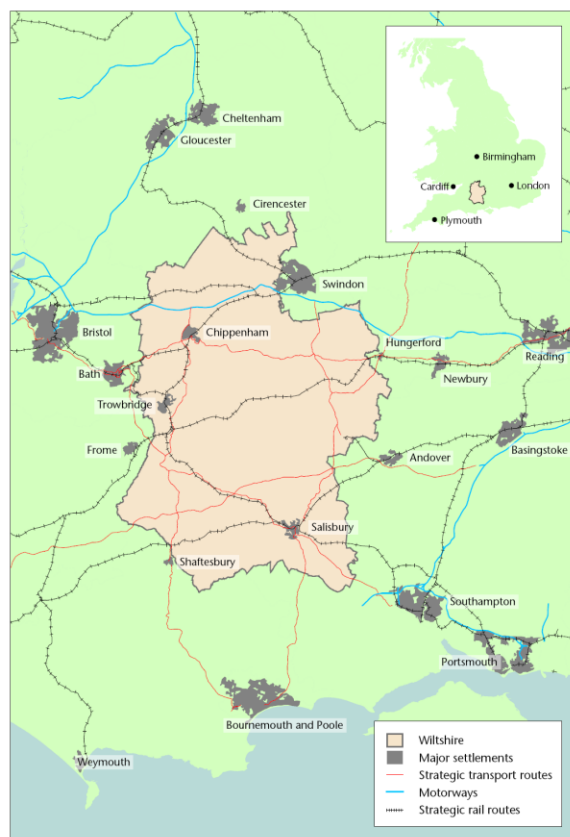 Cheltenham
Gloucester
Birmingham
Cardiff
London
Plymouth
Cirencester
Swindon
Bristol
Chippenham
Hungerford
Reading
Bath
Newbury
Trowbridge
Frome
Andover
Basingstoke
Salisbury
Shaftesbury
Southampton
Portsmouth
Bournemouth and Poole
Weymouth
Wiltshire
Major settlements
Strategic transport routes
Motorways
Strategic rail routes